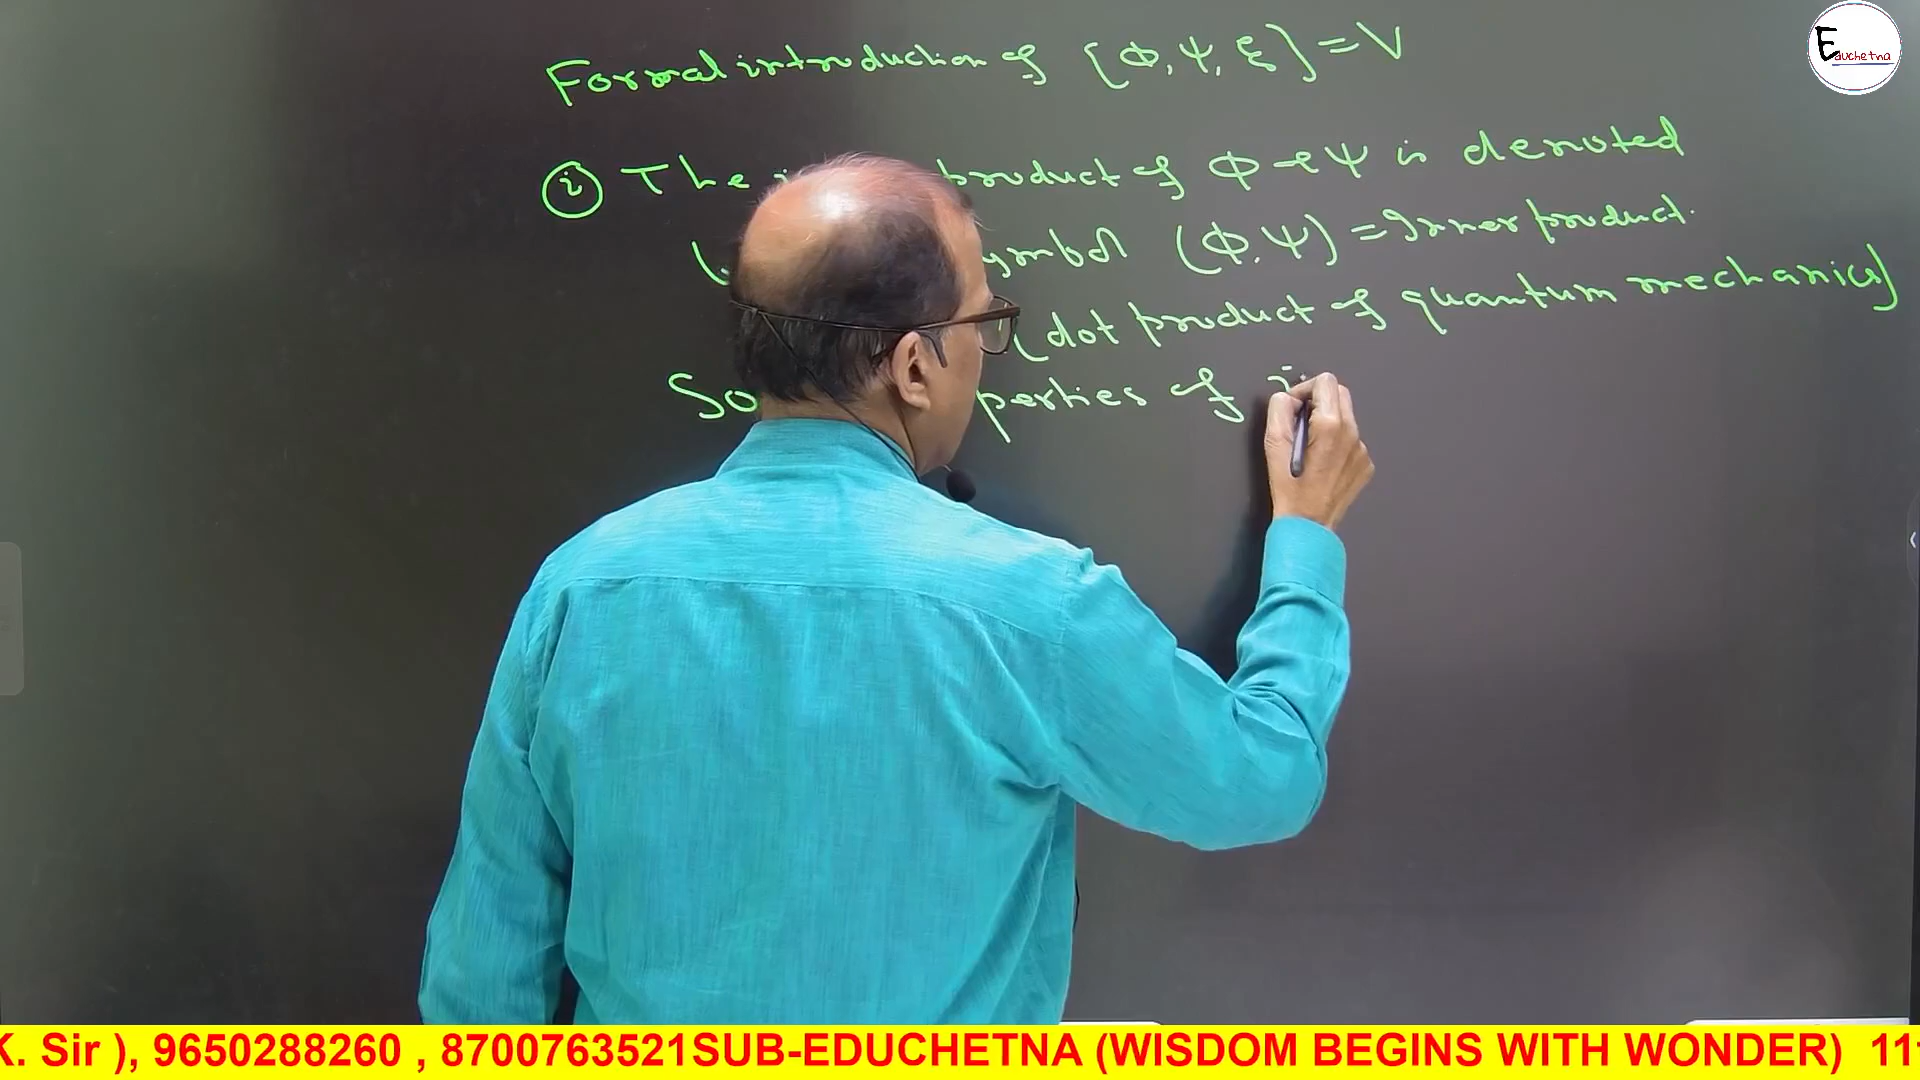 Formal introduction of {Φ, Ψ, ξ} = V
(i) The product of Φ & Ψ is denoted
symbol (Φ, Ψ) = Inner product.
(dot product of quantum mechanics)
So perties of
Educhetna
K. Sir ), 9650288260 , 8700763521SUB-EDUCHETNA (WISDOM BEGINS WITH WONDER) 11